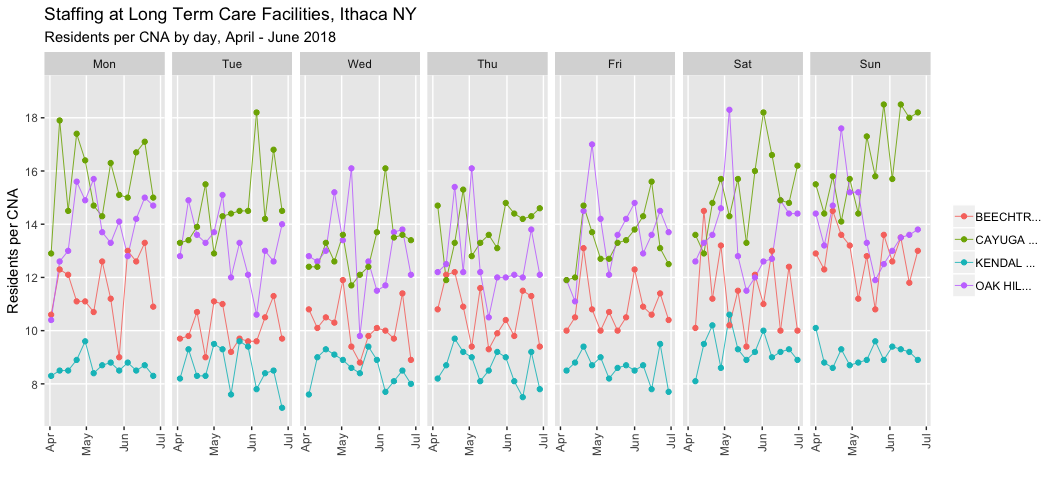 Staffing at Long Term Care Facilities, Ithaca NY
Residents per CNA by day, April - June 2018
Mon Tue Wed Thu Fri Sat Sun
Residents per CNA
18
16
14
12
10
8
Apr May Jun Jul Apr May Jun Jul Apr May Jun Jul Apr May Jun Jul Apr May Jun Jul Apr May Jun Jul Apr May Jun Jul
BEECHTR...
CAYUGA ...
KENDAL ...
OAK HIL...